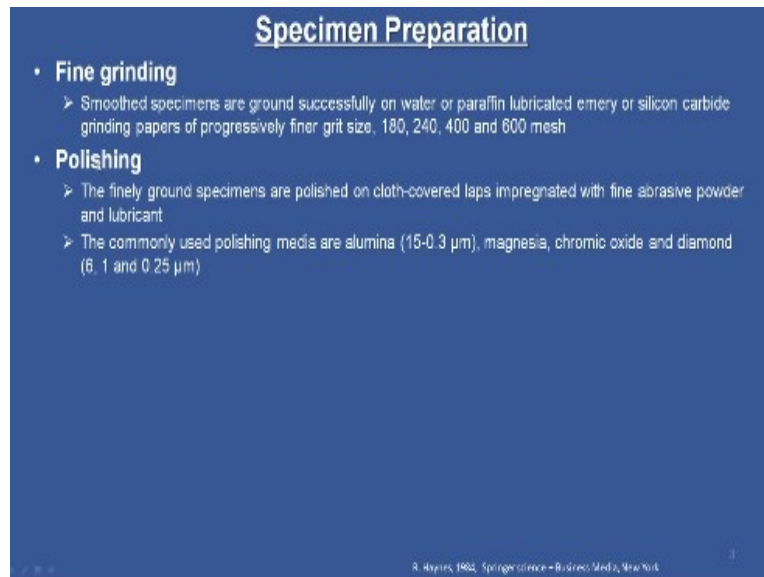 Specimen Preparation
• Fine grinding
➢ Smoothed specimens are ground successfully on water or paraffin lubricated emery or silicon carbide
grinding papers of progressively finer grit size, 180, 240, 400 and 600 mesh
• Polishing
➢ The finely ground specimens are polished on cloth-covered laps impregnated with fine abrasive powder
and lubricant
➢ The commonly used polishing media are alumina (15-0.3 µm), magnesia, chromic oxide and diamond
(6, 1 and 0.25 µm)
3
R. Haynes, 1984, Springer science + Business Media, New York